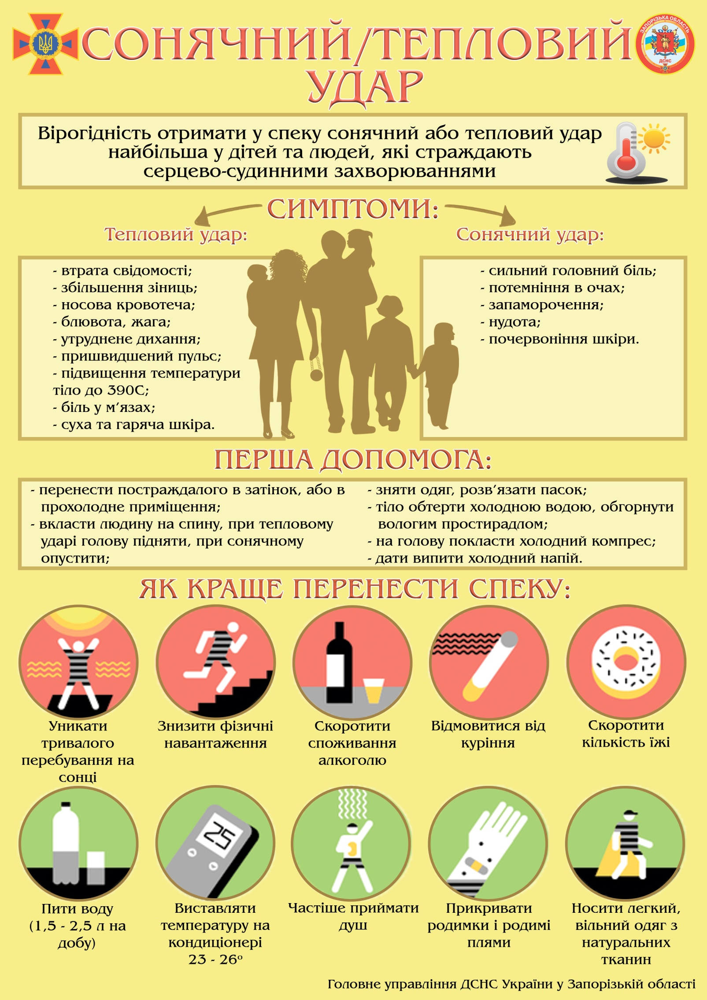 СОНЯЧНИЙ/ТЕПЛОВИЙ
УДАР
ЗАПОРІЗЬКА ОБЛАСТЬ
ДСНС
Вірогідність отримати у спеку сонячний або тепловий удар
найбільша у дітей та людей, які страждають
серцево-судинними захворюваннями
СИМПТОМИ:
Тепловий удар:
- втрата свідомості;
- збільшення зіниць;
- носова кровотеча;
- блювота, жага;
- утруднене дихання;
- пришвидшений пульс;
- підвищення температури
тіло до 390С;
- біль у м'язах;
- суха та гаряча шкіра.
Сонячний удар:
- сильний головний біль;
- потемніння в очах;
- запаморочення;
- нудота;
- почервоніння шкіри.
ПЕРША ДОПОМОГА:
- перенести постраждалого в затінок, або в
прохолодне приміщення;
- вкласти людину на спину, при тепловому
ударі голову підняти, при сонячному
опустити;
- зняти одяг, розв'язати пасок;
- тіло обтерти холодною водою, обгорнути
вологим простирадлом;
- на голову покласти холодний компрес;
- дати випити холодний напій.
ЯК КРАЩЕ ПЕРЕНЕСТИ СПЕКУ:
Уникати
тривалого
перебування на
сонці
Знизити фізичні
навантаження
Скоротити
споживання
алкоголю
Відмовитися від
куріння
Скоротити
кількість їжі
25
Пити воду
(1,5 - 2,5 л на
добу)
Виставляти
температуру на
кондиціонері
23 - 26º
Частіше приймати
душ
Прикривати
родимки і родимі
плями
Носити легкий,
вільний одяг з
натуральних
тканин
Головне управління ДСНС України у Запорізькій області